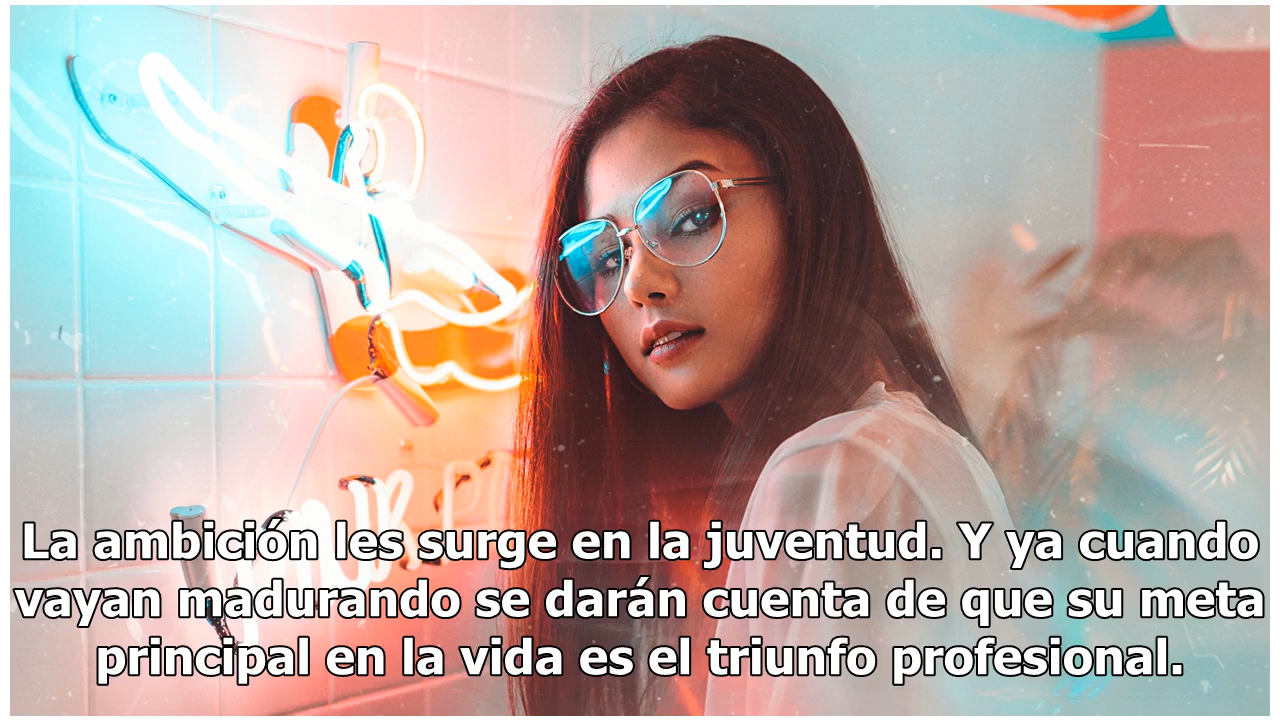 La ambición les surge en la juventud. Y ya cuando
vayan madurando se darán cuenta de que su meta
principal en la vida es el triunfo profesional.